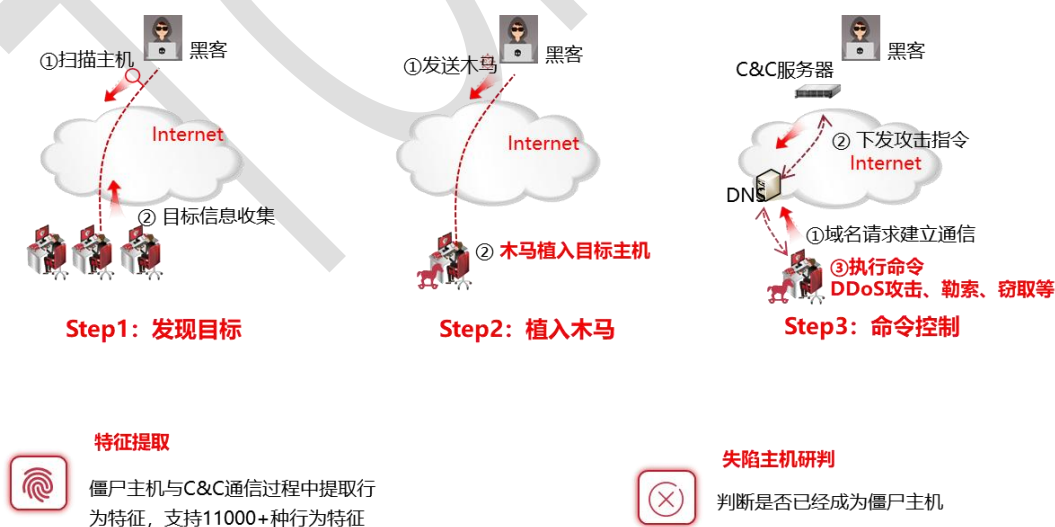 黑客
①扫描主机
Internet
② 目标信息收集
Step1：发现目标
黑客
①发送木马
Internet
② 木马植入目标主机
Step2：植入木马
黑客
C&C服务器
② 下发攻击指令
Internet
DNS
①域名请求建立通信
③执行命令
DDoS攻击、勒索、窃取等
Step3：命令控制
特征提取
僵尸主机与C&C通信过程中提取行
为特征，支持11000+种行为特征
失陷主机研判
判断是否已经成为僵尸主机